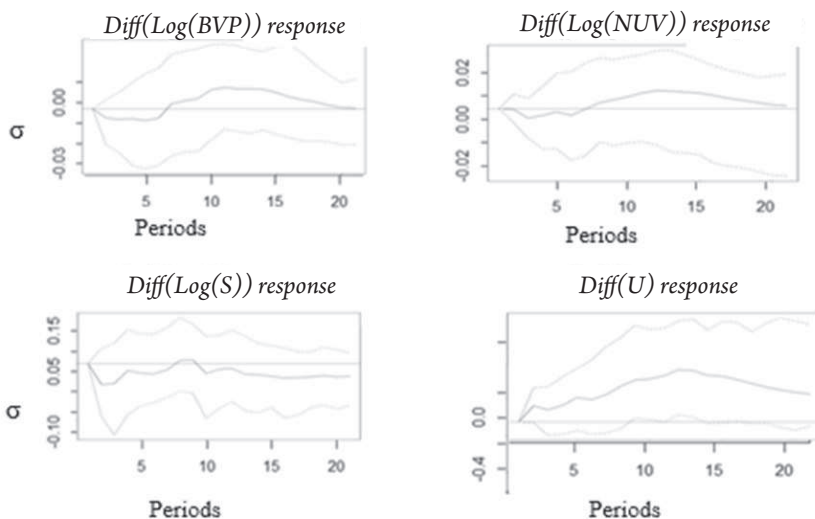 Diff(Log(BVP)) response
Diff(Log(NUV)) response
σ
0.00
-0.03
0.02
0.00
-0.02
5 10 15 20
5 10 15 20
Periods
Periods
Diff(Log(S)) response
Diff(U) response
σ
0.15
0.05
-0.10
0.0
-0.4
5 10 15 20
5 10 15 20
Periods
Periods